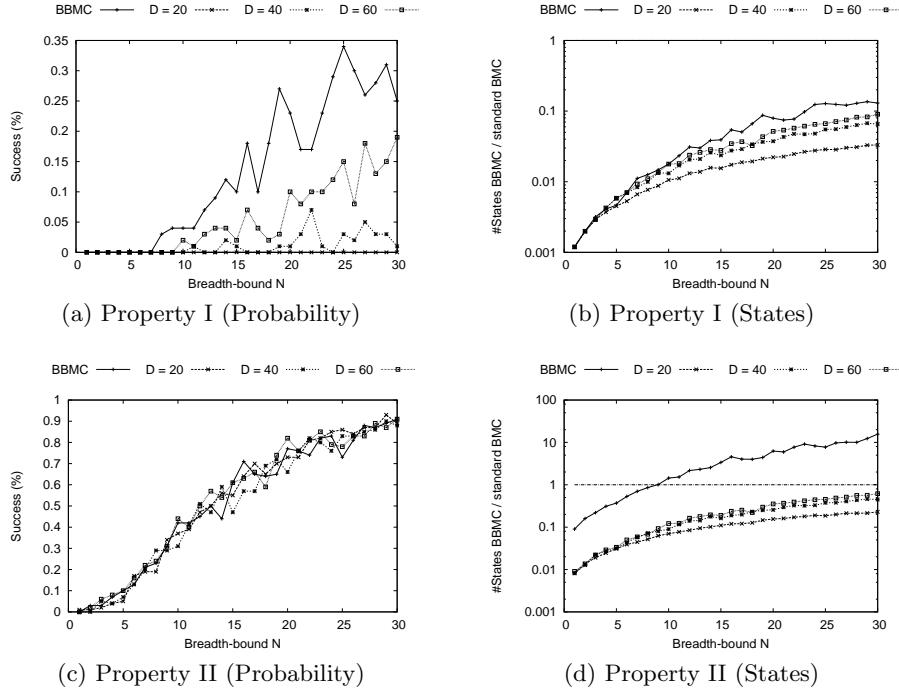 BBMC D = 20 D = 40 D = 60
0.35
0.3
0.25
0.2
0.15
0.1
0.05
0
Success (%)
0 5 10 15 20 25 30
Breadth-bound N
(a) Property I (Probability)
BBMC D = 20 D = 40 D = 60
1
0.1
0.01
0.001
#States BBMC / standard BMC
0 5 10 15 20 25 30
Breadth-bound N
(b) Property I (States)
BBMC D = 20 D = 40 D = 60
1
0.9
0.8
0.7
0.6
0.5
0.4
0.3
0.2
0.1
0
Success (%)
0 5 10 15 20 25 30
Breadth-bound N
(c) Property II (Probability)
BBMC D = 20 D = 40 D = 60
100
10
1
0.1
0.01
0.001
#States BBMC / standard BMC
0 5 10 15 20 25 30
Breadth-bound N
(d) Property II (States)